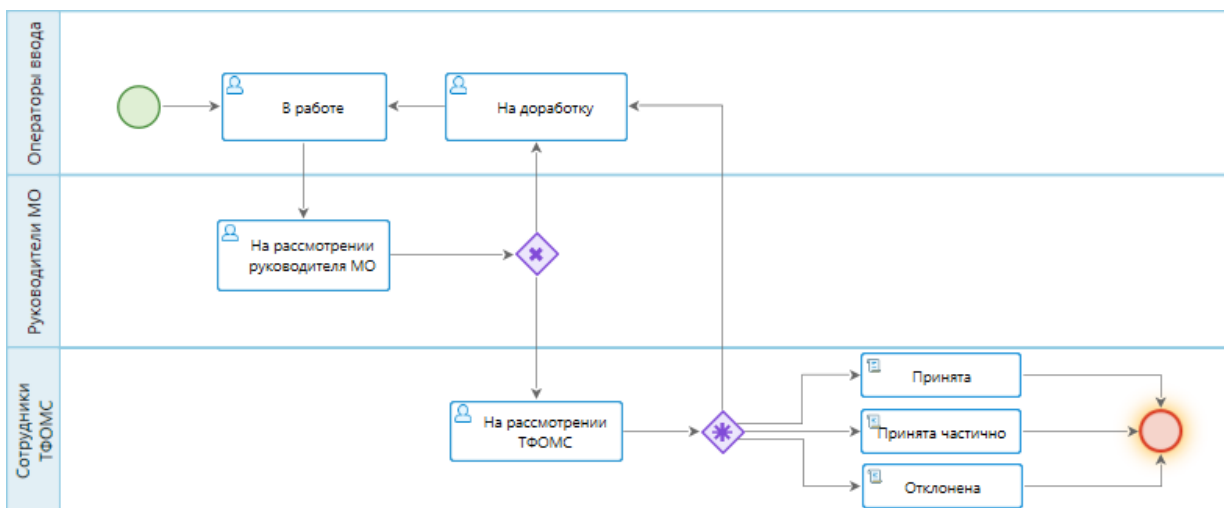 Операторы ввода
В работе
На доработку
Руководители МО
На рассмотрении
руководителя МО
Сотрудники
ТФОМС
На рассмотрении
ТФОМС
Принята
Принята частично
Отклонена